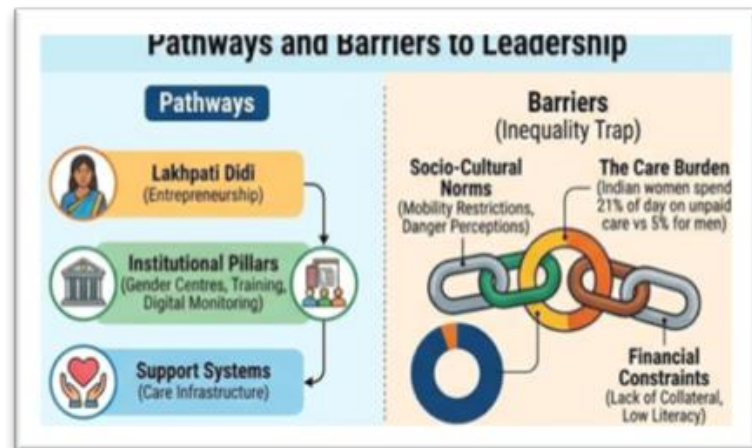 Pathways and Barriers to Leadership
Pathways
Lakhpati Didi
(Entrepreneurship)
Institutional Pillars
(Gender Centres, Training,
Digital Monitoring)
Support Systems
(Care Infrastructure)
Barriers
(Inequality Trap)
Socio-Cultural
Norms
(Mobility Restrictions,
Danger Perceptions)
The Care Burden
(Indian women spend
21% of day on unpaid
care vs 5% for men)
Financial
Constraints
(Lack of Collateral,
Low Literacy)